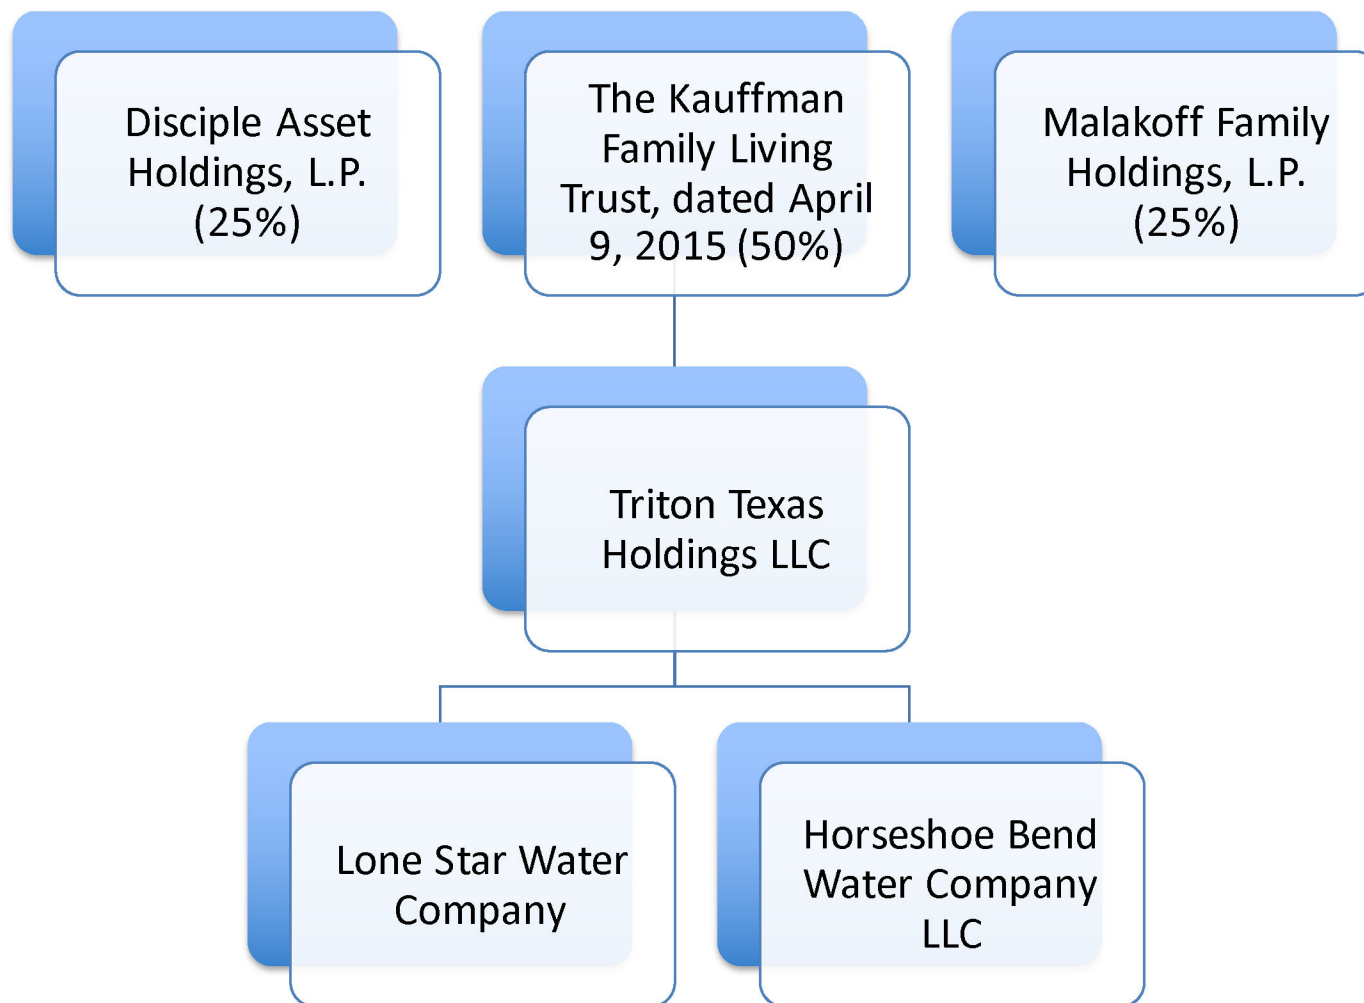 Disciple Asset
Holdings, L.P.
(25%)
The Kauffman
Family Living
Trust, dated April
9, 2015 (50%)
Malakoff Family
Holdings, L.P.
(25%)
Triton Texas
Holdings LLC
Lone Star Water
Company
Horseshoe Bend
Water Company
LLC